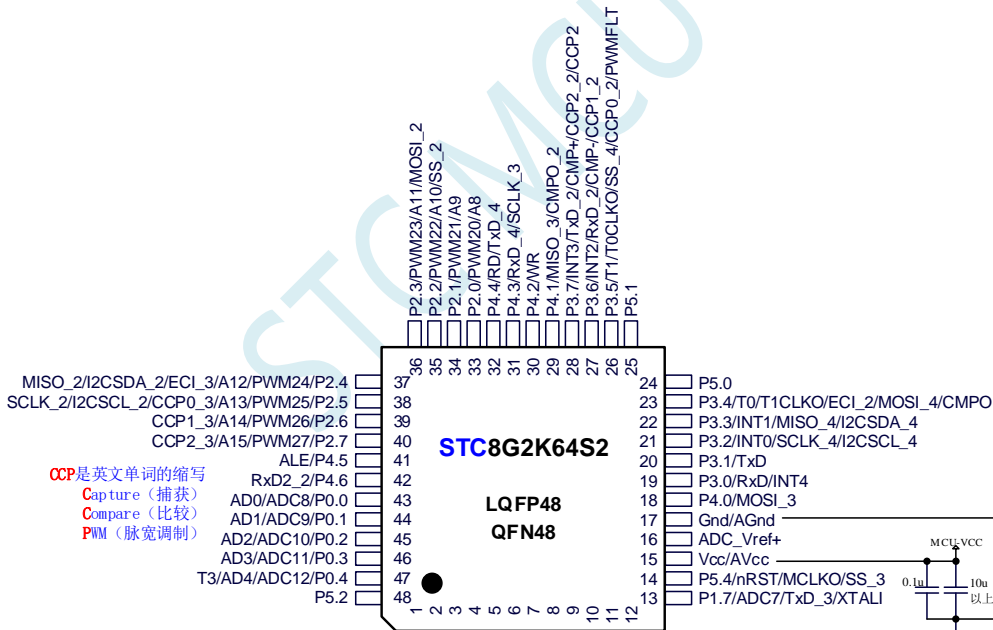 STCMCU
P2.3/PWM23/A11/MOSI_2
P2.2/PWM22/A10/SS_2
P2.1/PWM21/A9
P2.0/PWM20/A8
P4.4/RD/TxD_4
P4.3/RxD_4/SCLK_3
P4.2/WR
P4.1/MISO_3/CMPO_2
P3.7/INT3/TxD_2/CMP+/CCP2_2/CCP2
P3.6/INT2/RxD_2/CMP-/CCP1_2
P3.5/T1/T0CLKO/SS_4/CCP0_2/PWMFLT
P5.1
36
35
34
33
32
31
30
29
28
27
26
25
MISO_2/I2CSDA_2/ECI_3/A12/PWM24/P2.4 37
SCLK_2/I2CSCL_2/CCP0_3/A13/PWM25/P2.5 38
CCP1_3/A14/PWM26/P2.6 39
CCP2_3/A15/PWM27/P2.7 40
ALE/P4.5 41
RxD2_2/P4.6 42
AD0/ADC8/P0.0 43
AD1/ADC9/P0.1 44
AD2/ADC10/P0.2 45
AD3/ADC11/P0.3 46
T3/AD4/ADC12/P0.4 47
P5.2 48
CCP是英文单词的缩写
Capture（捕获）
Compare（比较）
PWM（脉宽调制）
STC8G2K64S2
LQFP48
QFN48
24 P5.0
23 P3.4/T0/T1CLKO/ECI_2/MOSI_4/CMPO
22 P3.3/INT1/MISO_4/I2CSDA_4
21 P3.2/INT0/SCLK_4/I2CSCL_4
20 P3.1/TxD
19 P3.0/RxD/INT4
18 P4.0/MOSI_3
17 Gnd/AGnd
16 ADC_Vref+
15 Vcc/AVcc
14 P5.4/nRST/MCLKO/SS_3
13 P1.7/ADC7/TxD_3/XTALI
MCU-VCC
0.1u
10u
以上
1
2
3
4
5
6
7
8
9
10
11
12